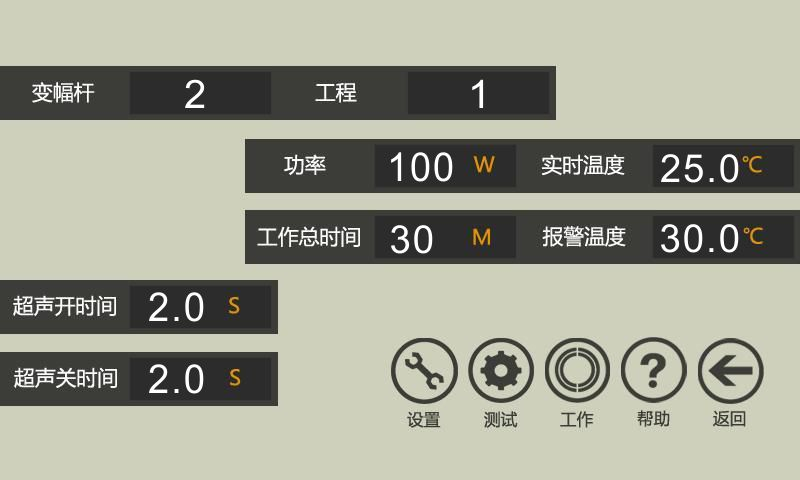 变幅杆 2 工程 1
功率 100 W 实时温度 25.0℃
工作总时间 30 M 报警温度 30.0℃
超声开时间 2.0 S
超声关时间 2.0 S
?
设置 测试 工作 帮助 返回